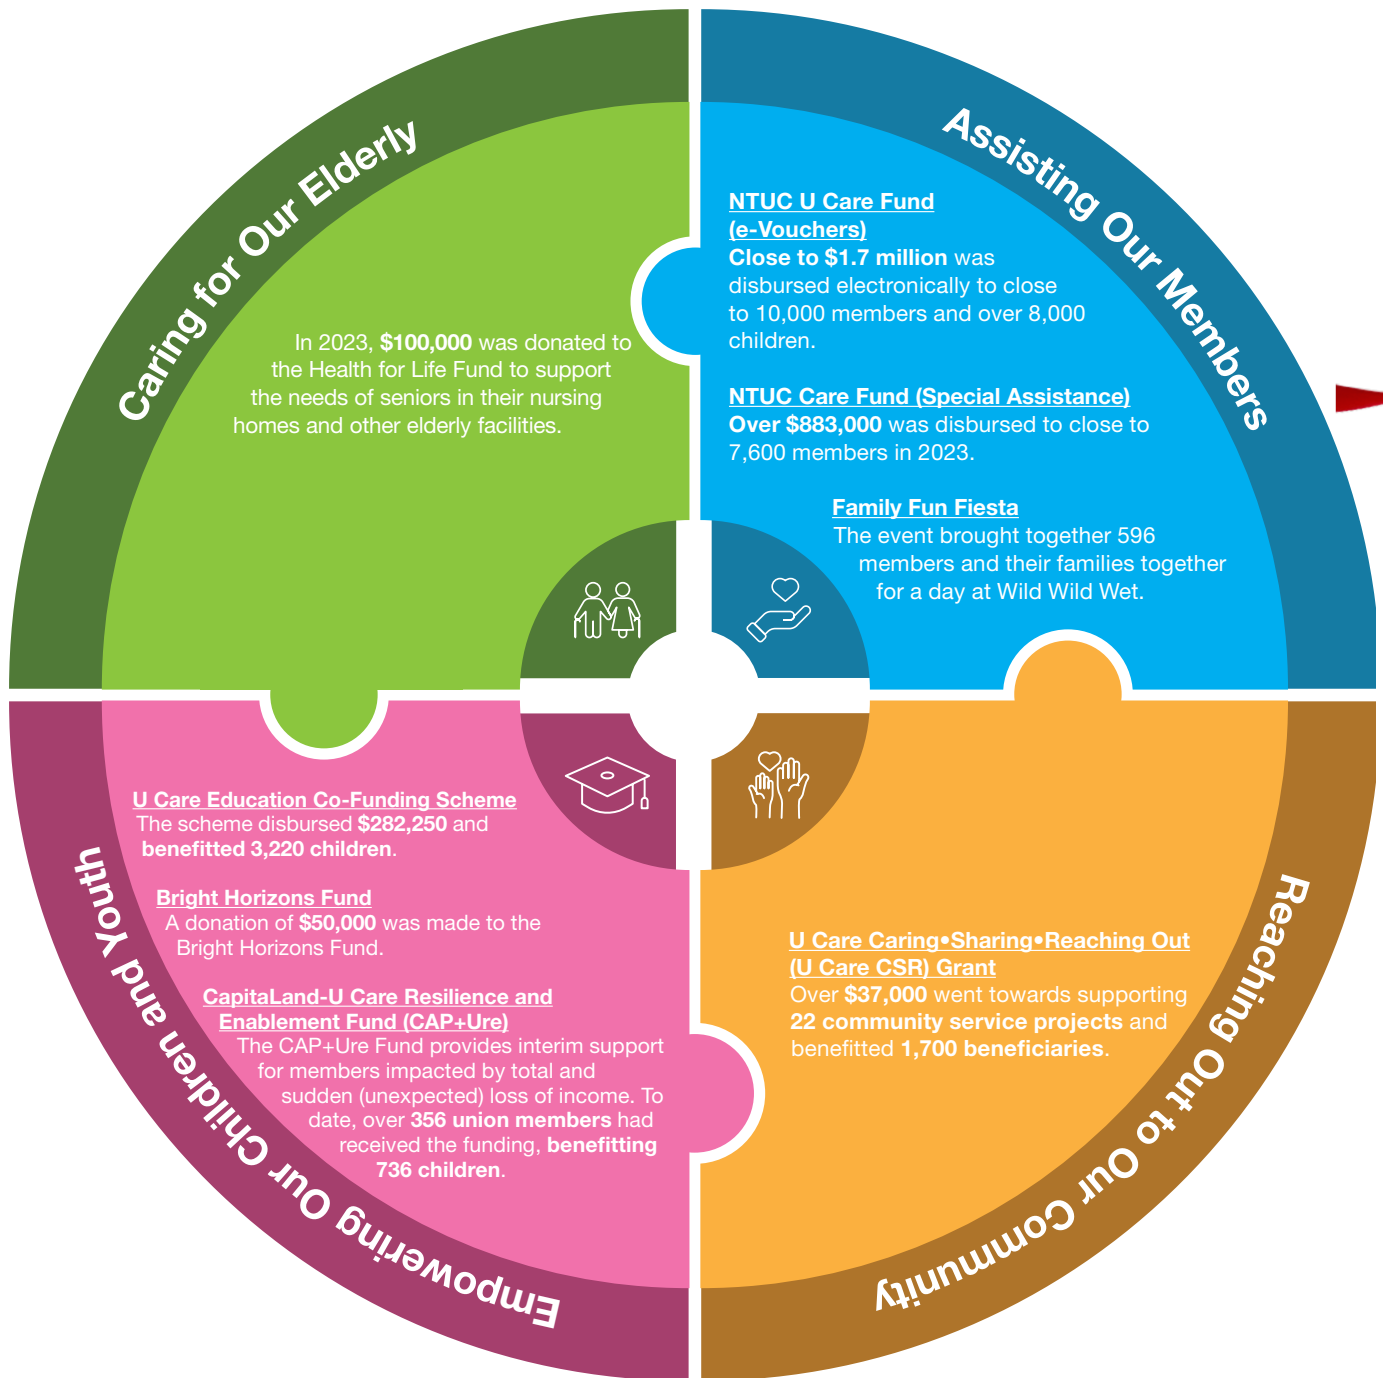 Caring for Our Elderly
In 2023, $100,000 was donated to
the Health for Life Fund to support
the needs of seniors in their nursing
homes and other elderly facilities.
Assisting Our Members
NTUC U Care Fund
(e-Vouchers)
Close to $1.7 million was
disbursed electronically to close
to 10,000 members and over 8,000
children.
NTUC Care Fund (Special Assistance)
Over $883,000 was disbursed to close to
7,600 members in 2023.
Family Fun Fiesta
The event brought together 596
members and their families together
for a day at Wild Wild Wet.
Empowering Our Children and Youth
U Care Education Co-Funding Scheme
The scheme disbursed $282,250 and
benefitted 3,220 children.
Bright Horizons Fund
A donation of $50,000 was made to the
Bright Horizons Fund.
CapitaLand-U Care Resilience and
Enablement Fund (CAP+Ure)
The CAP+Ure Fund provides interim support
for members impacted by total and
sudden (unexpected) loss of income. To
date, over 356 union members had
received the funding, benefitting
736 children.
Reaching Out to Our Community
U Care Caring•Sharing•Reaching Out
(U Care CSR) Grant
Over $37,000 went towards supporting
22 community service projects and
benefitted 1,700 beneficiaries.